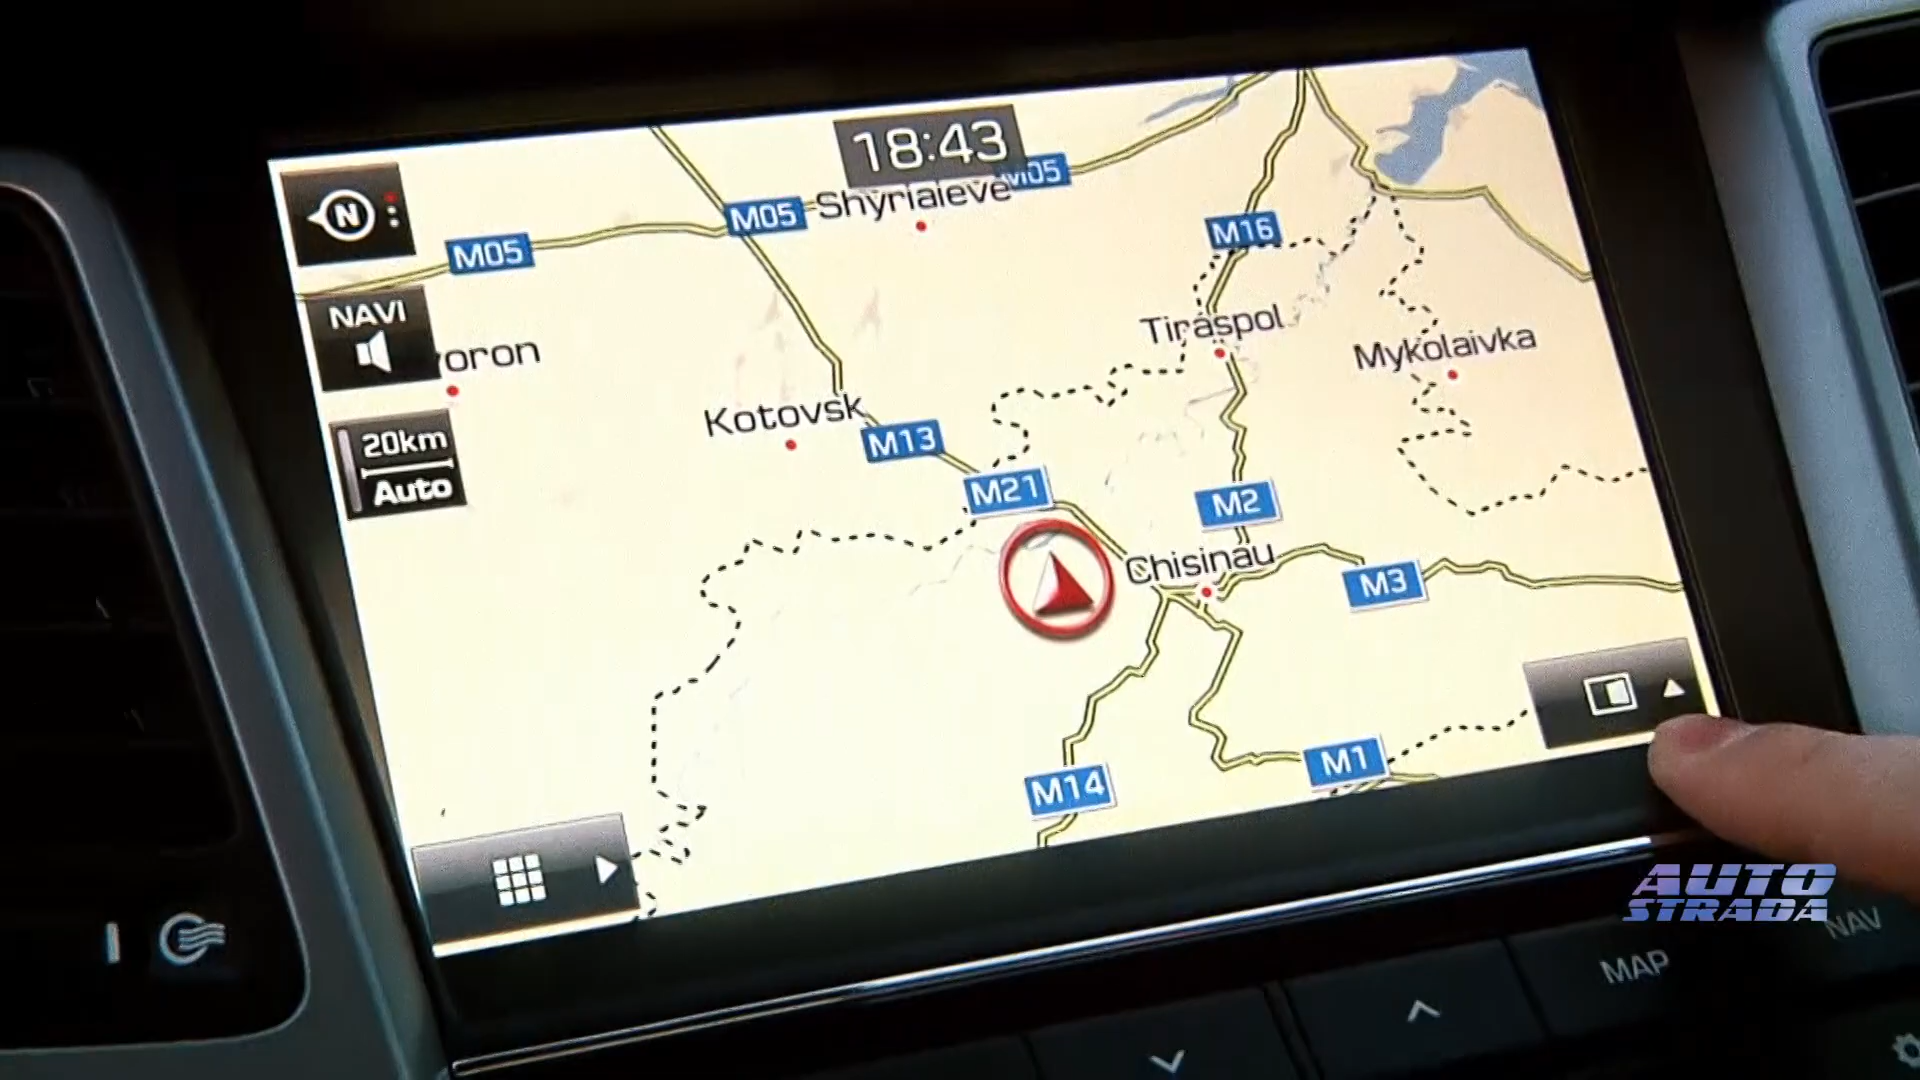 18:43
N
M05
Shyriaieve
M05
M05
M16
NAVI
oron
Tiraspol
Mykolaivka
Kotovsk
M13
20km
Auto
M21
M2
Chisinau
M3
M1
M14
AUTO
STRADA
NAV
MAP